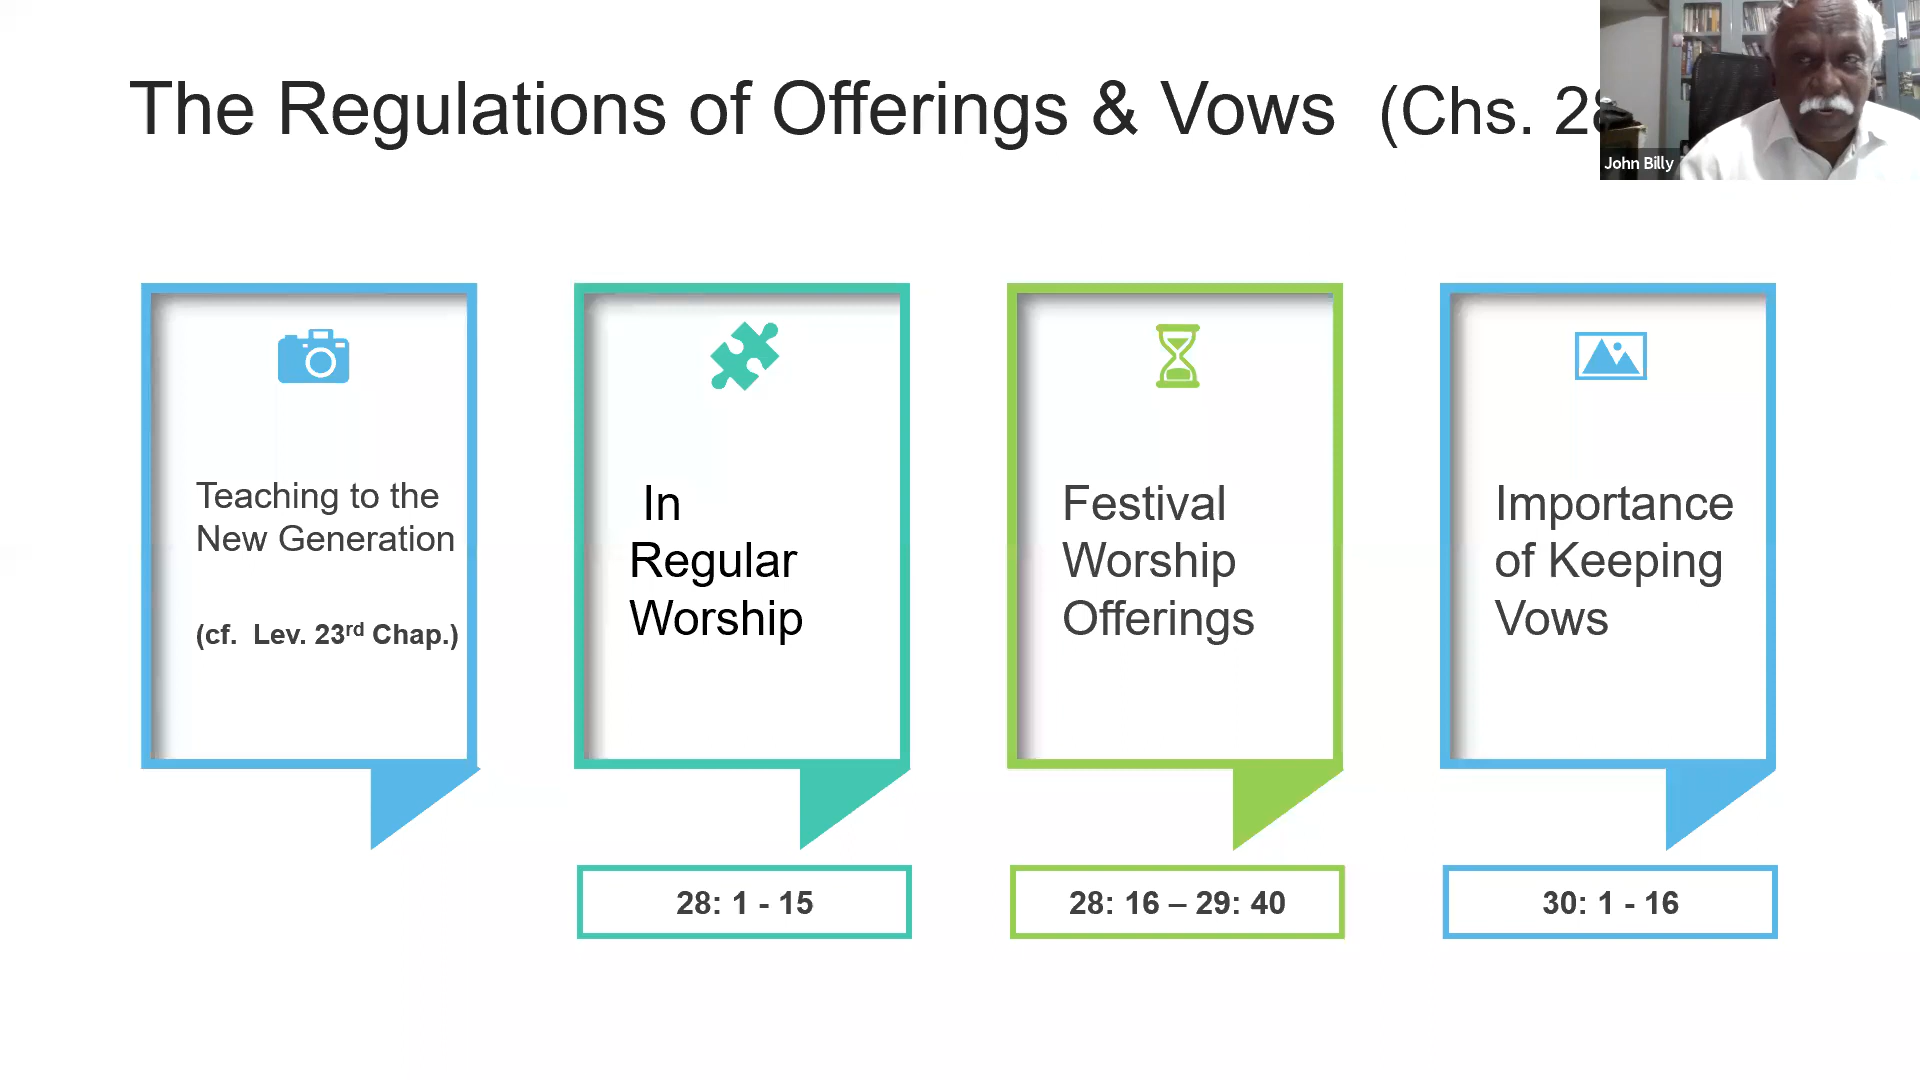 The Regulations of Offerings & Vows (Chs. 28
John Billy
Teaching to the
New Generation
(cf. Lev. 23rd Chap.)
In
Regular
Worship
Festival
Worship
Offerings
Importance
of Keeping
Vows
28: 1 - 15
28: 16 – 29: 40
30: 1 - 16